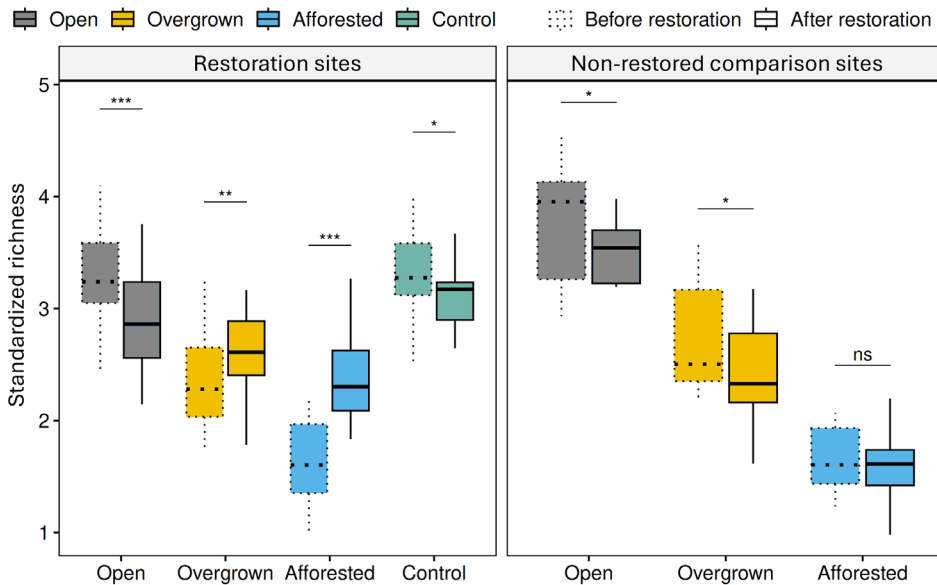 Open Overgrown Afforested Control Before restoration After restoration
Restoration sites Non-restored comparison sites
Standardized richness
5
4
3
2
1
*** ** *** * * * ns
Open Overgrown Afforested Control Open Overgrown Afforested